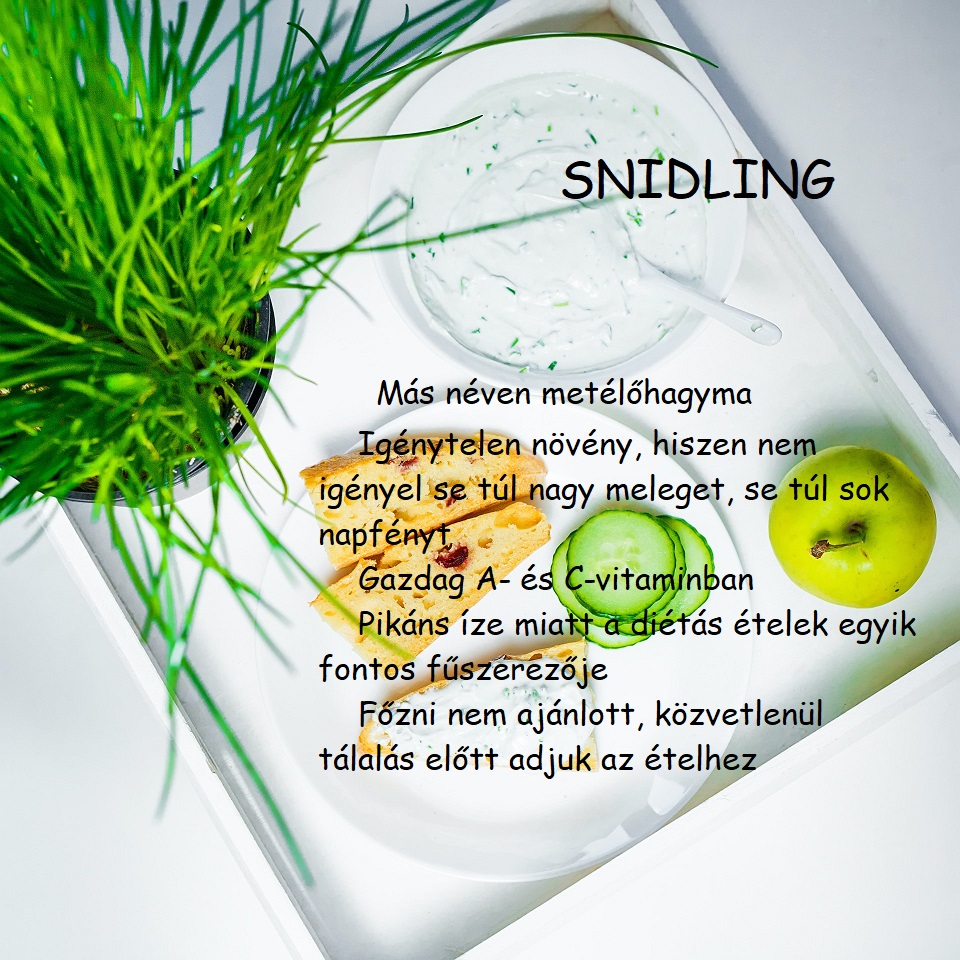 SNIDLING
Más néven metélőhagyma
Igénytelen növény, hiszen nem
igényel se túl nagy meleget, se túl sok
napfényt
Gazdag A- és C-vitaminban
Pikáns íze miatt a diétás ételek egyik
fontos fűszerezője
Főzni nem ajánlott, közvetlenül
tálalás előtt adjuk az ételhez